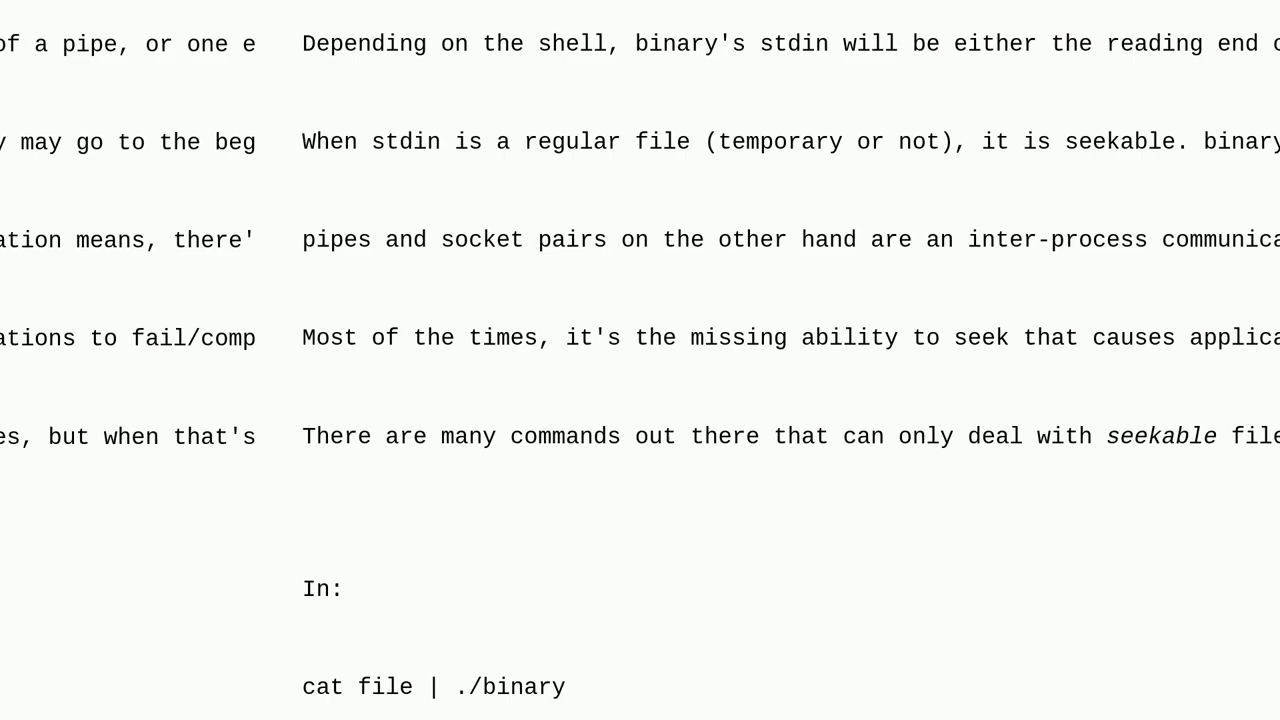 of a pipe, or one e
Depending on the shell, binary's stdin will be either the reading end
may go to the beg
When stdin is a regular file (temporary or not), it is seekable. binary
ation means, there'
pipes and socket pairs on the other hand are an inter-process communica
ations to fail/comp
Most of the times, it's the missing ability to seek that causes applica
es, but when that's
There are many commands out there that can only deal with seekable file
In:
cat file | ./binary